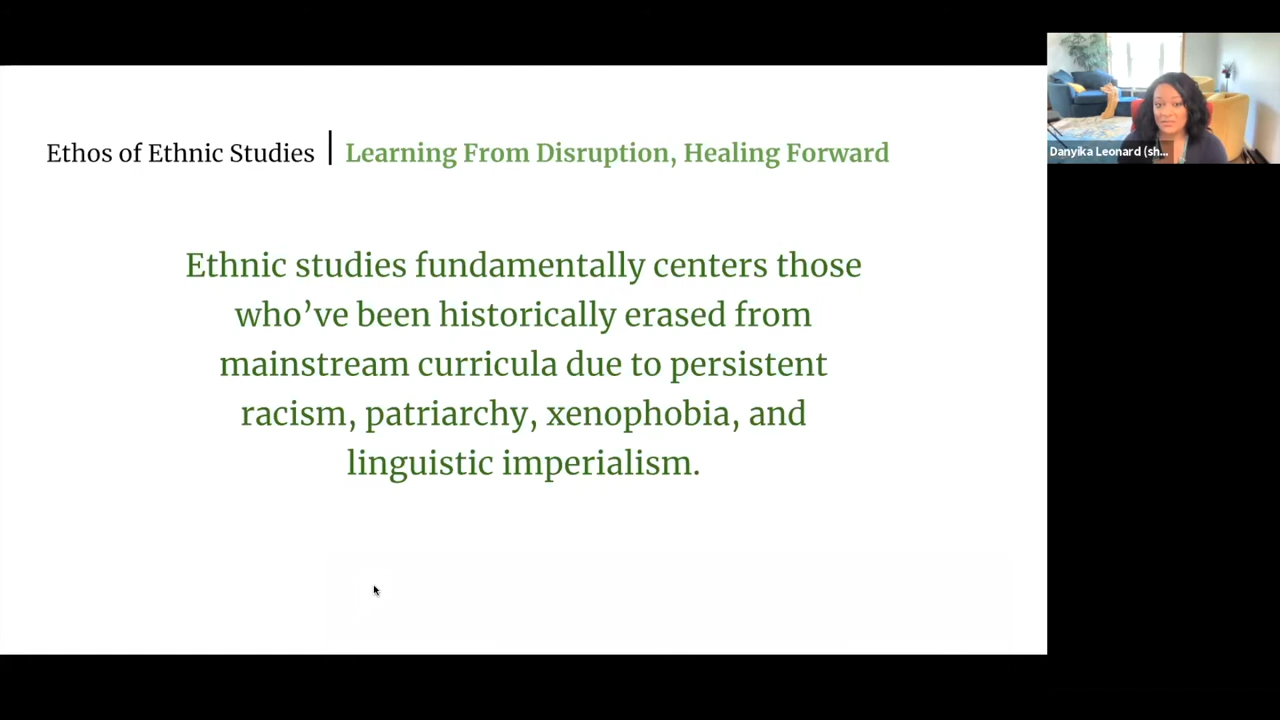 Ethos of Ethnic Studies | Learning From Disruption, Healing Forward
Ethnic studies fundamentally centers those
who’ve been historically erased from
mainstream curricula due to persistent
racism, patriarchy, xenophobia, and
linguistic imperialism.
Danyika Leonard (sh...